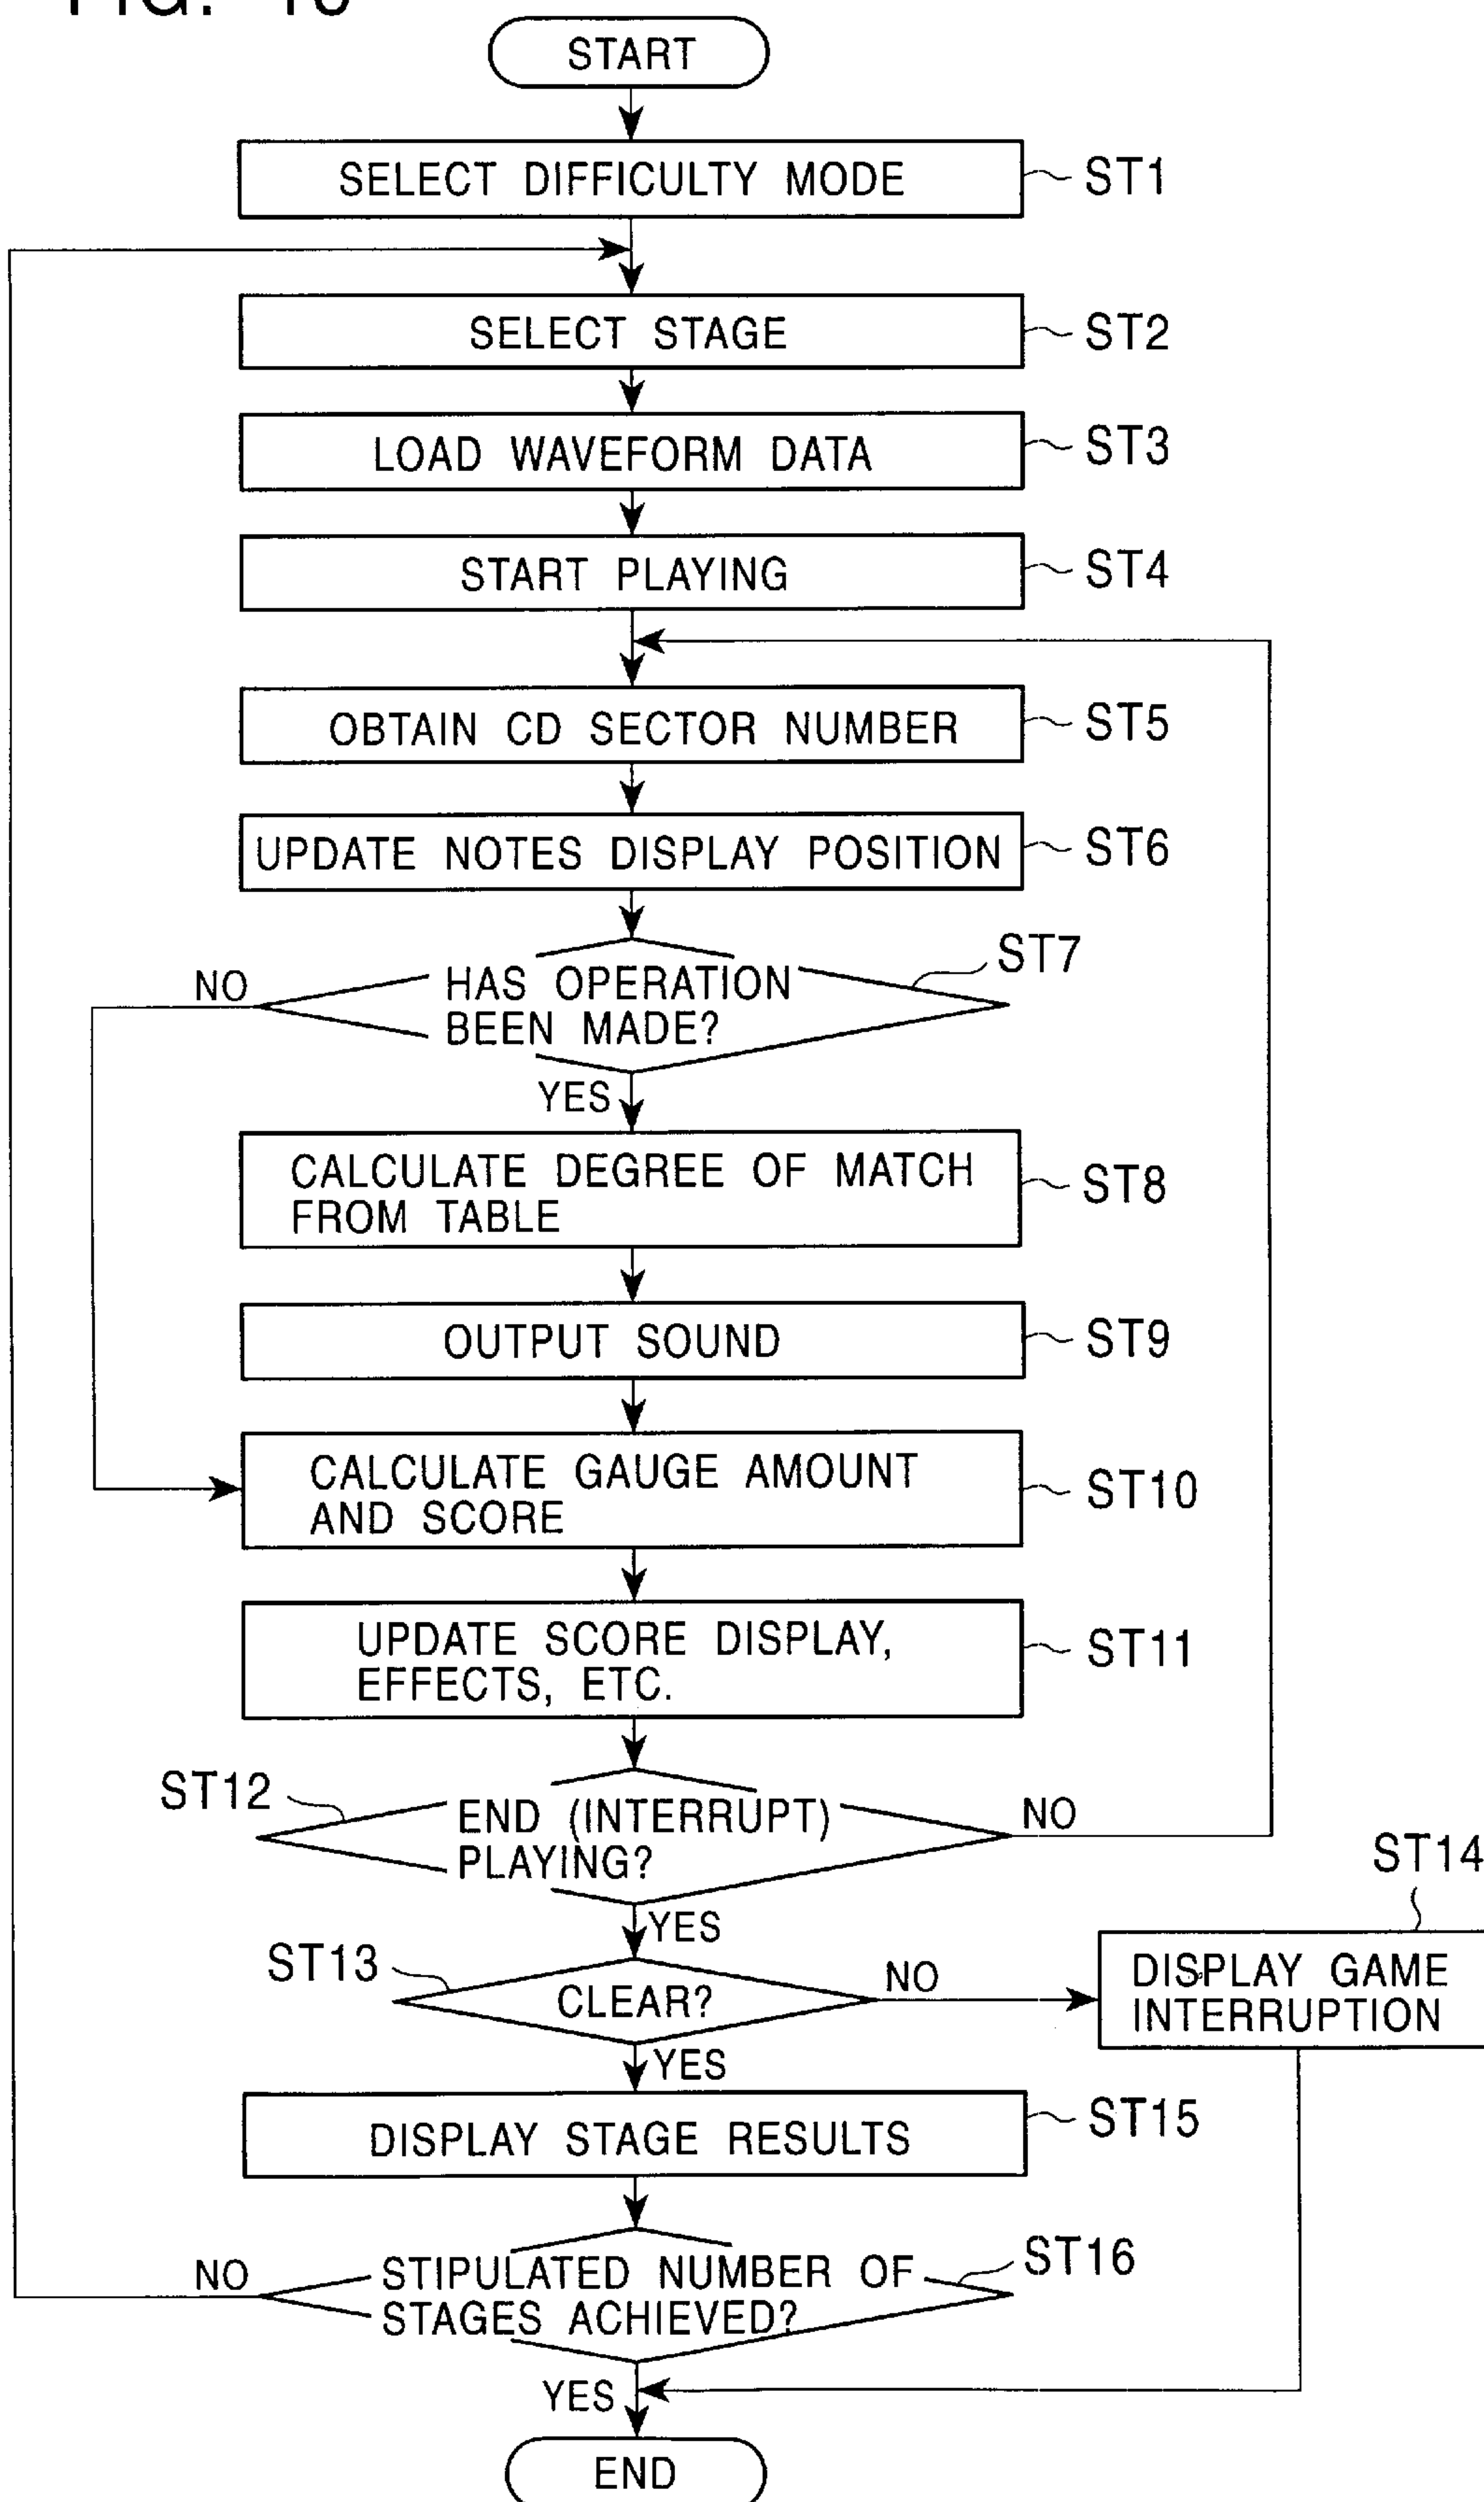 START
SELECT DIFFICULTY MODE
ST1
SELECT STAGE
ST2
LOAD WAVEFORM DATA
ST3
START PLAYING
ST4
OBTAIN CD SECTOR NUMBER
ST5
UPDATE NOTES DISPLAY POSITION
ST6
ST7
NO
HAS OPERATION
BEEN MADE?
YES
CALCULATE DEGREE OF MATCH
FROM TABLE
ST8
OUTPUT SOUND
ST9
CALCULATE GAUGE AMOUNT
AND SCORE
ST10
UPDATE SCORE DISPLAY,
EFFECTS, ETC.
ST11
ST12
END (INTERRUPT)
PLAYING?
NO
ST14
YES
ST13
CLEAR?
NO
DISPLAY GAME
INTERRUPTION
YES
DISPLAY STAGE RESULTS
ST15
ST16
NO
STIPULATED NUMBER OF
STAGES ACHIEVED?
YES
END